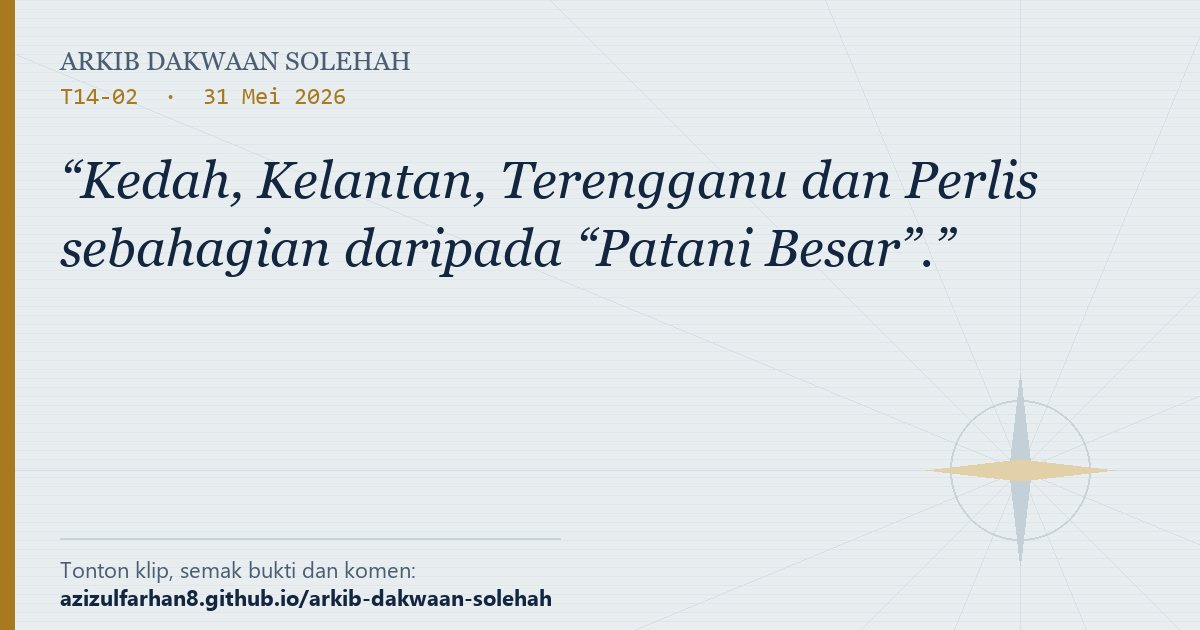 ARKIB DAKWAAN SOLEHAH
T14-02 · 31 Mei 2026
“Kedah, Kelantan, Terengganu dan Perlis
sebahagian daripada “Patani Besar”.”
Tonton klip, semak bukti dan komen:
azizulfarhan8.github.io/arkib-dakwaan-solehah